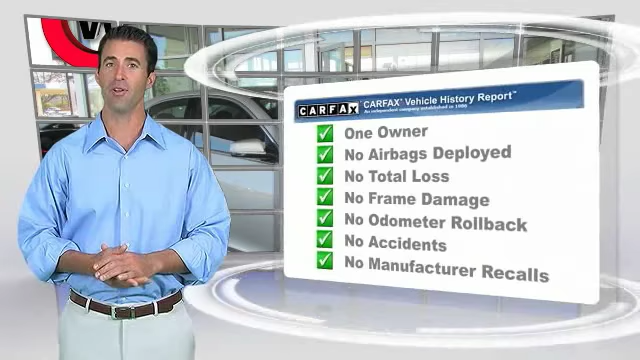 W
CARFAX
CARFAX Vehicle History Report™
An independent company established in 1986
One Owner
No Airbags Deployed
No Total Loss
No Frame Damage
No Odometer Rollback
No Accidents
No Manufacturer Recalls